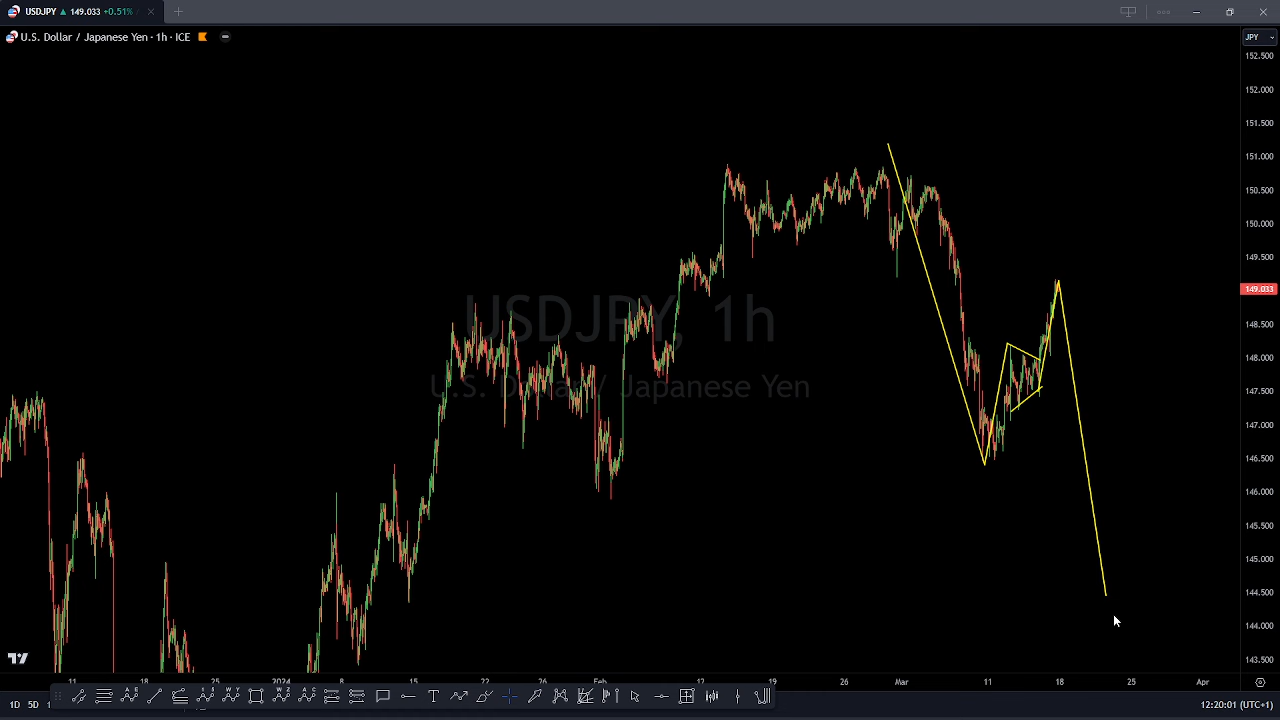 USDJPY ▲ 149.033 +0.51%
U.S. Dollar / Japanese Yen · 1h · ICE
JPY
152.500
152.000
151.500
151.000
150.500
150.000
149.500
149.033
148.500
148.000
147.500
147.000
146.500
146.000
145.500
145.000
144.500
144.000
143.500
USDJPY, 1h
U.S. Dollar / Japanese Yen
11 18 25 2024 8 15 22 26 Feb 12 19 26 Mar 11 18 25 Apr
1D 5D
12:20:01 (UTC+1)